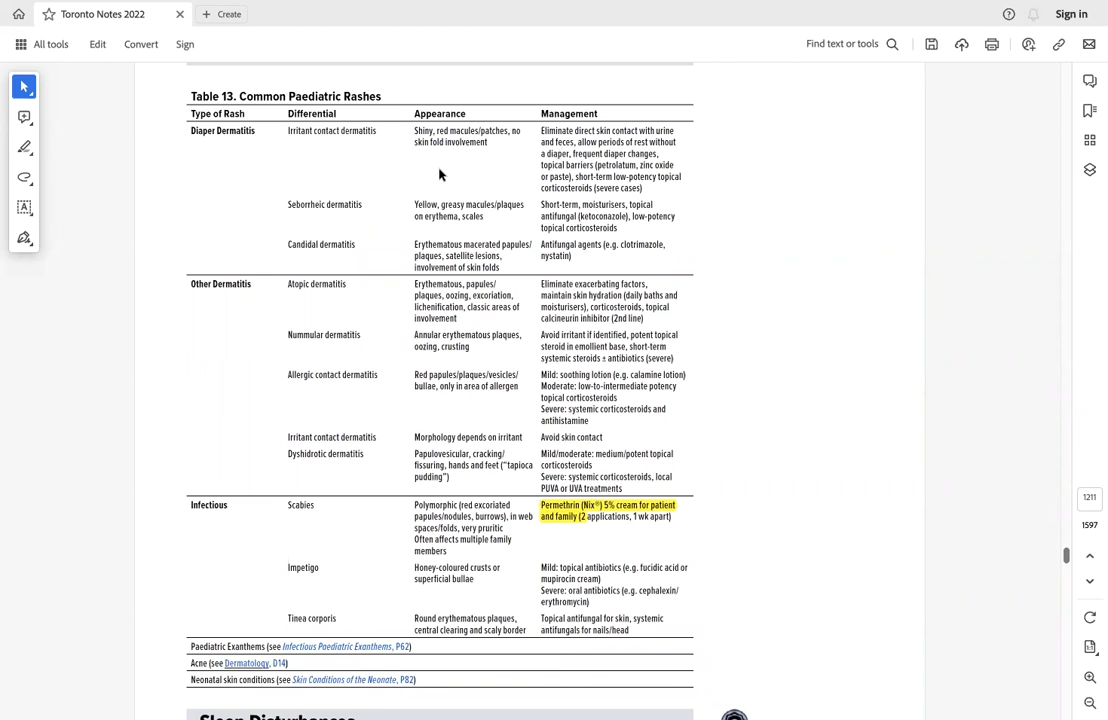 Toronto Notes 2022
Create
Sign in
All tools
Edit
Convert
Sign
Find text or tools
Table 13. Common Paediatric Rashes
Type of Rash Differential Appearance Management
Diaper Dermatitis Irritant contact dermatitis Shiny, red macules/patches, no Eliminate direct skin contact with urine
skin fold involvement and feces, allow periods of rest without
a diaper, frequent diaper changes,
topical barriers (petrolatum, zinc oxide
or paste), short-term low-potency topical
corticosteroids (severe cases)
Seborrheic dermatitis Yellow, greasy macules/plaques Short-term, moisturisers, topical
on erythema, scales antifungal (ketoconazole), low-potency
topical corticosteroids
Candidal dermatitis Erythematous macerated papules/ Antifungal agents (e.g. clotrimazole,
plaques, satellite lesions, nystatin)
involvement of skin folds
Other Dermatitis Atopic dermatitis Erythematous, papules/ Eliminate exacerbating factors,
plaques, oozing, excoriation, maintain skin hydration (daily baths and
lichenification, classic areas of moisturisers), corticosteroids, topical
involvement calcineurin inhibitor (2nd line)
Nummular dermatitis Annular erythematous plaques, Avoid irritant if identified, potent topical
oozing, crusting steroid in emollient base, short-term
systemic steroids ± antibiotics (severe)
Allergic contact dermatitis Red papules/plaques/vesicles/ Mild: soothing lotion (e.g. calamine lotion)
bullae, only in area of allergen Moderate: low-to-intermediate potency
topical corticosteroids
Severe: systemic corticosteroids and
antihistamine
Irritant contact dermatitis Morphology depends on irritant Avoid skin contact
Dyshidrotic dermatitis Papulovesicular, cracking/ Mild/moderate: medium/potent topical
fissuring, hands and feet (“tapioca corticosteroids
pudding”) Severe: systemic corticosteroids, local
PUVA or UVA treatments
Infectious Scabies Polymorphic (red excoriated Permethrin (Nix®) 5% cream for patient
papules/nodules, burrows), in web and family (2 applications, 1 wk apart)
spaces/folds, very pruritic
Often affects multiple family
members
Impetigo Honey-coloured crusts or Mild: topical antibiotics (e.g. fucidic acid or
superficial bullae mupirocin cream)
Severe: oral antibiotics (e.g. cephalexin/
erythromycin)
Tinea corporis Round erythematous plaques, Topical antifungal for skin, systemic
central clearing and scaly border antifungals for nails/head
Paediatric Exanthems (see Infectious Paediatric Exanthems, P62)
Acne (see Dermatology, D14)
Neonatal skin conditions (see Skin Conditions of the Neonate, P82)
Sleep Disturbances
1211
1597